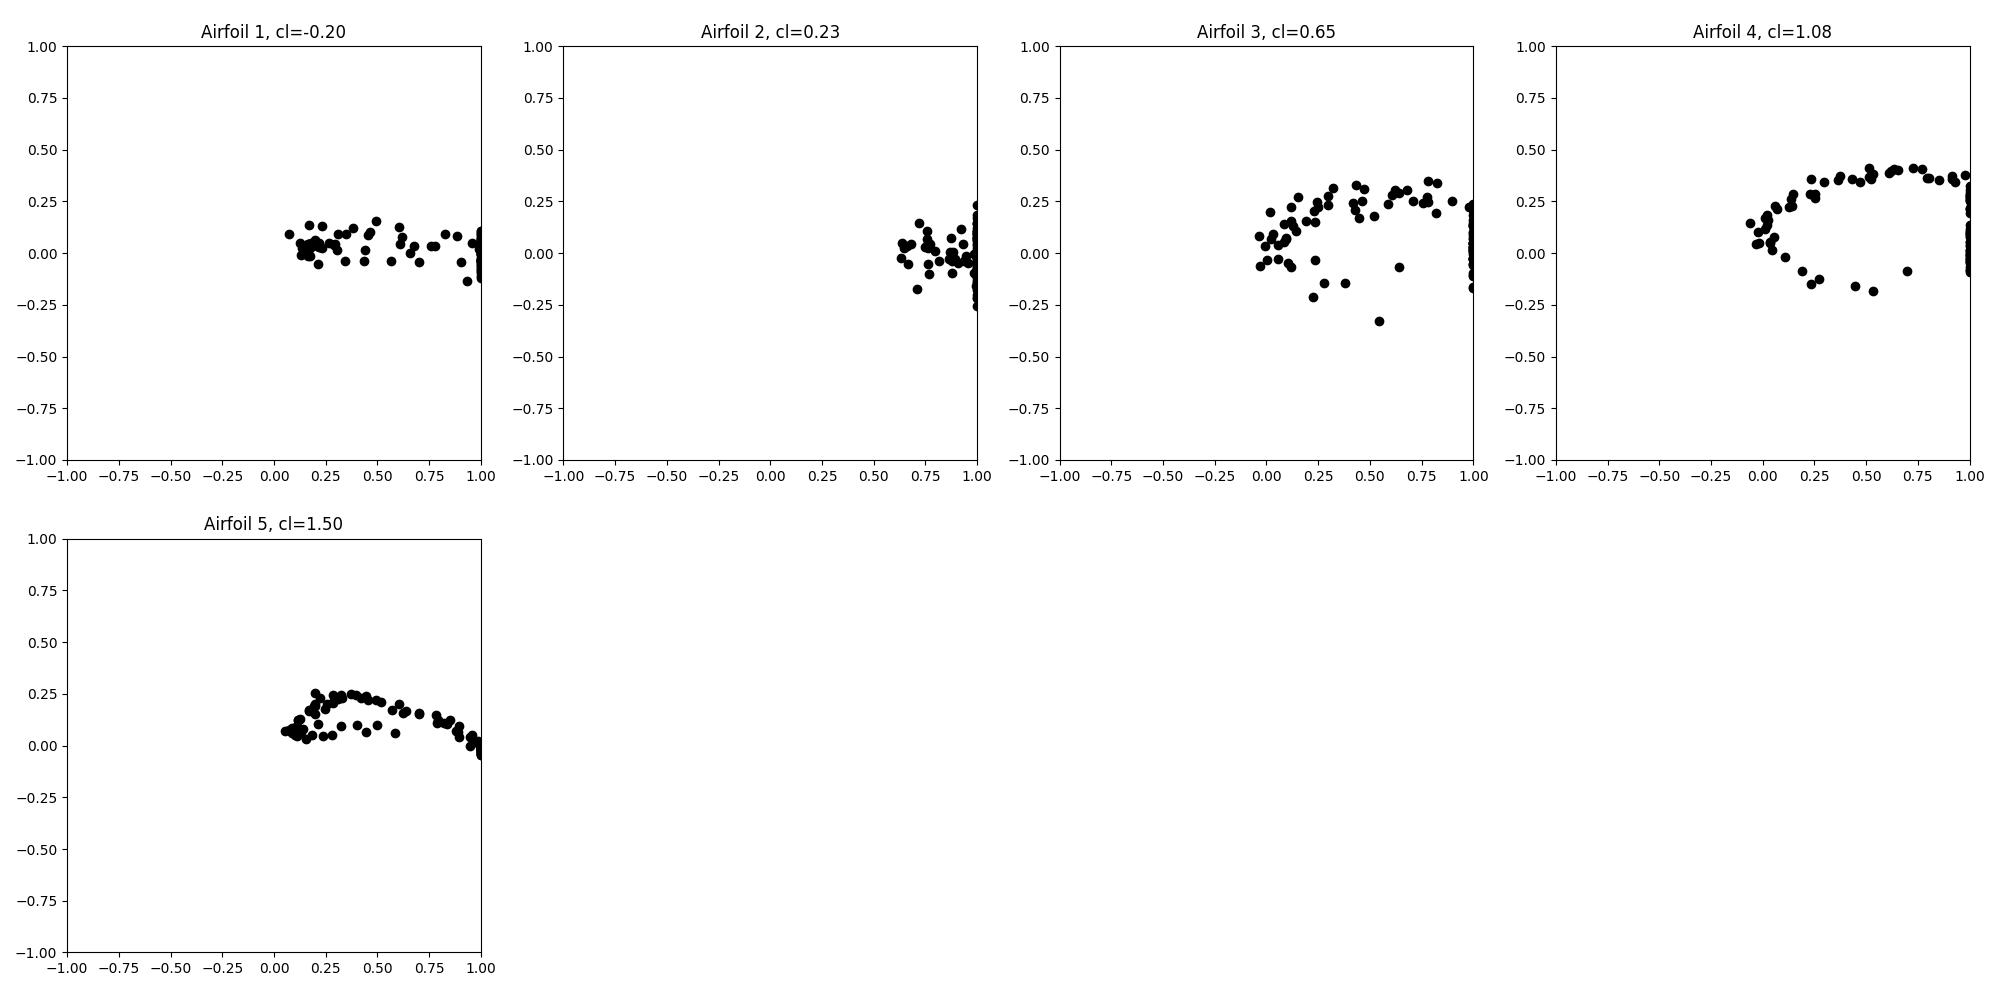 Airfoil 1, cl=-0.20
Airfoil 2, cl=0.23
Airfoil 3, cl=0.65
Airfoil 4, cl=1.08
1.00 1.00 1.00 1.00
0.75 0.75 0.75 0.75
0.50 0.50 0.50 0.50
0.25 0.25 0.25 0.25
0.00 0.00 0.00 0.00
−0.25 −0.25 −0.25 −0.25
−0.50 −0.50 −0.50 −0.50
−0.75 −0.75 −0.75 −0.75
−1.00 −1.00 −1.00 −1.00
−1.00 −0.75 −0.50 −0.25 0.00 0.25 0.50 0.75 1.00
−1.00 −0.75 −0.50 −0.25 0.00 0.25 0.50 0.75 1.00
−1.00 −0.75 −0.50 −0.25 0.00 0.25 0.50 0.75 1.00
−1.00 −0.75 −0.50 −0.25 0.00 0.25 0.50 0.75 1.00
Airfoil 5, cl=1.50
1.00
0.75
0.50
0.25
0.00
−0.25
−0.50
−0.75
−1.00
−1.00 −0.75 −0.50 −0.25 0.00 0.25 0.50 0.75 1.00